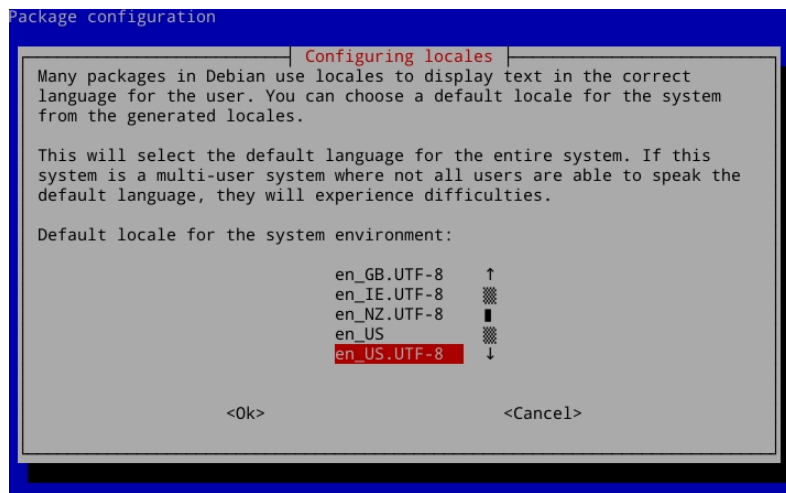 Package configuration
Configuring locales
Many packages in Debian use locales to display text in the correct
language for the user. You can choose a default locale for the system
from the generated locales.
This will select the default language for the entire system. If this
system is a multi-user system where not all users are able to speak the
default language, they will experience difficulties.
Default locale for the system environment:
en_GB.UTF-8 ↑
en_IE.UTF-8
en_NZ.UTF-8
en_US
en_US.UTF-8 ↓
<Ok> <Cancel>